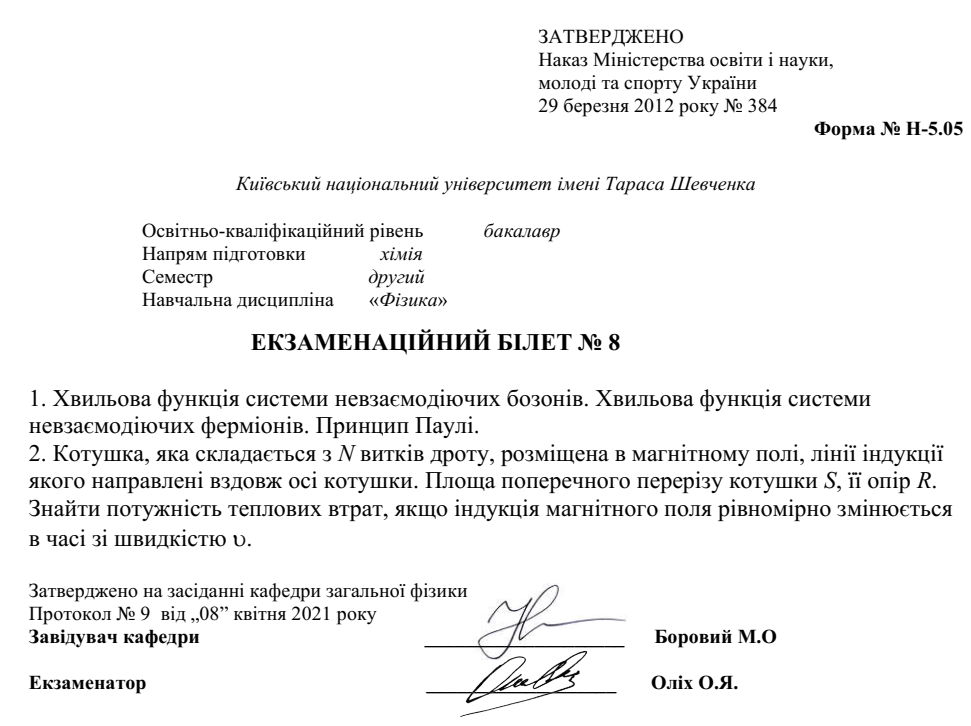 ЗАТВЕРДЖЕНО
Наказ Міністерства освіти і науки,
молоді та спорту України
29 березня 2012 року № 384
Форма № Н-5.05
Київський національний університет імені Тараса Шевченка
Освітньо-кваліфікаційний рівень бакалавр
Напрям підготовки хімія
Семестр другий
Навчальна дисципліна «Фізика»
ЕКЗАМЕНАЦІЙНИЙ БІЛЕТ № 8
1. Хвильова функція системи невзаємодіючих бозонів. Хвильова функція системи
невзаємодіючих ферміонів. Принцип Паулі.
2. Котушка, яка складається з N витків дроту, розміщена в магнітному полі, лінії індукції
якого направлені вздовж осі котушки. Площа поперечного перерізу котушки S, її опір R.
Знайти потужність теплових втрат, якщо індукція магнітного поля рівномірно змінюється
в часі зі швидкістю υ.
Затверджено на засіданні кафедри загальної фізики
Протокол № 9 від „08” квітня 2021 року
Завідувач кафедри Боровий М.О
Екзаменатор Оліх О.Я.